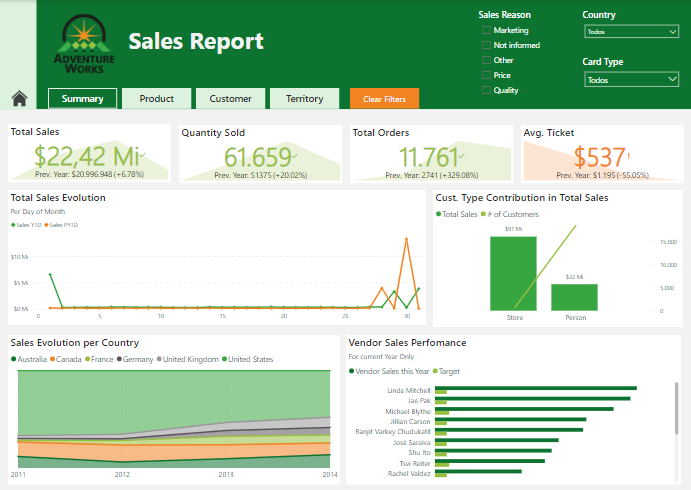 ADVENTURE
WORKS
Sales Report
Sales Reason
Marketing
Not informed
Other
Price
Quality
Country
Todos
Card Type
Todos
Summary
Product
Customer
Territory
Clear Filters
Total Sales
$22,42 Mi
Prev. Year: $20.996.948 (+6.78%)
Quantity Sold
61.659
Prev. Year: 51375 (+20.02%)
Total Orders
11.761
Prev. Year: 2741 (+329.08%)
Avg. Ticket
$537!
Prev. Year: $1.195 (-55.05%)
Total Sales Evolution
Per Day of Month
Sales YTD Sales PYTD
$10 Mi
$5 Mi
$0 Mi
0 5 10 15 20 25 30
Cust. Type Contribution in Total Sales
Total Sales # of Customers
$91 Mi
$32 Mi
15.000
10.000
5.000
0
Store Person
Sales Evolution per Country
Australia Canada France Germany United Kingdom United States
2011 2012 2013 2014
Vendor Sales Perfomance
For current Year Only
Vendor Sales this Year Target
Linda Mitchell
Jae Pak
Michael Blythe
Jillian Carson
Ranjit Varkey Chudukatil
José Saraiva
Shu Ito
Tsvi Reiter
Rachel Valdez